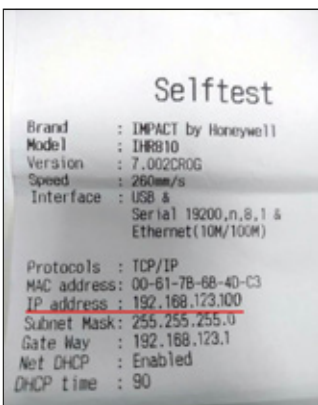 Selftest
Brand : IMPACT by Honeywell
Model : IHR810
Version : 7.002CROG
Speed : 260mm/s
Interface : USB &
Serial 19200,n,8,1 &
Ethernet(10M/100M)
Protocols : TCP/IP
MAC address: 00-61-7B-6B-4D-C3
IP address : 192.168.123.100
Subnet Mask: 255.255.255.0
Gate Way : 192.168.123.1
Net DHCP : Enabled
DHCP time : 90